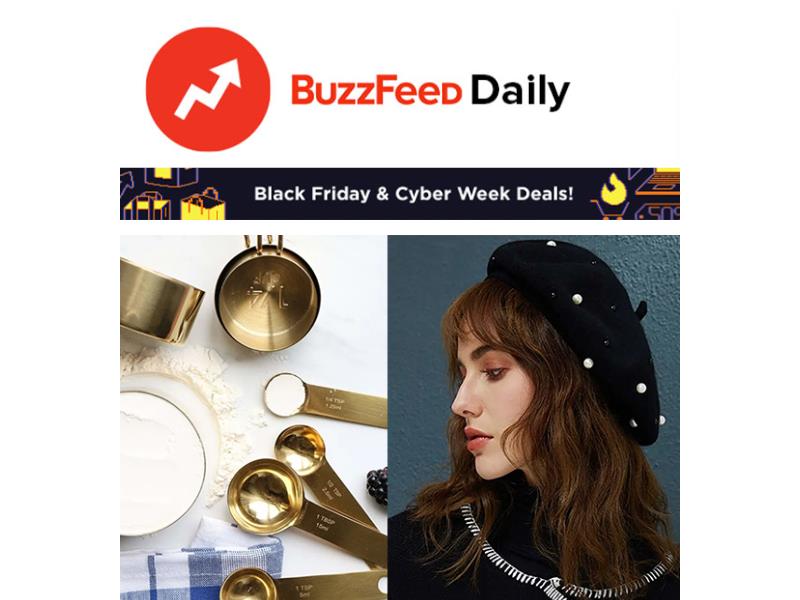 BuzzFeed Daily
Black Friday & Cyber Week Deals!
1/4 TSP
1.25ml
1/2 TSP
2.5ml
1 TBSP
15ml
1 TSP
5ml